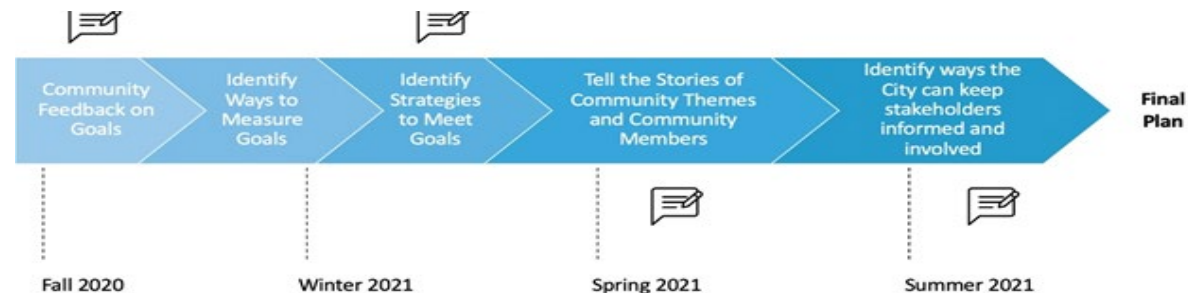 Community
Feedback on
Goals
Identify
Ways to
Measure
Goals
Identify
Strategies
to Meet
Goals
Tell the Stories of
Community Themes
and Community
Members
Identify ways the
City can keep
stakeholders
informed and
involved
Final
Plan
Fall 2020
Winter 2021
Spring 2021
Summer 2021